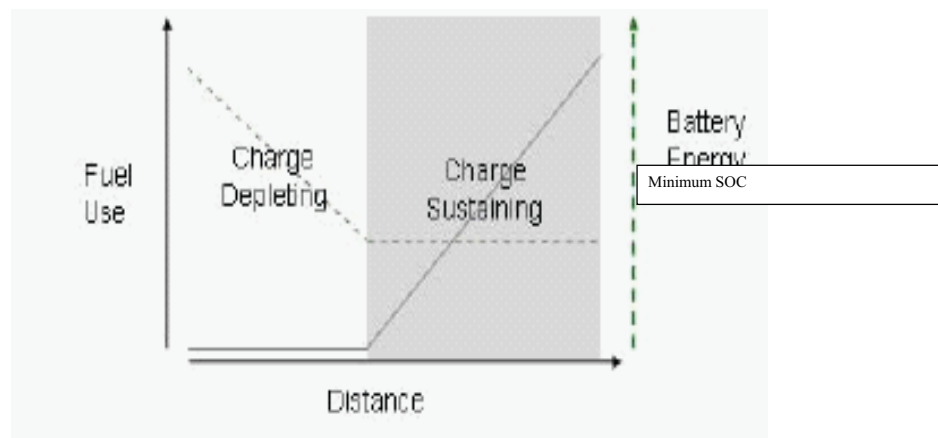 Fuel
Use
Charge
Depleting
Charge
Sustaining
Battery
Energy
Minimum SOC
Distance